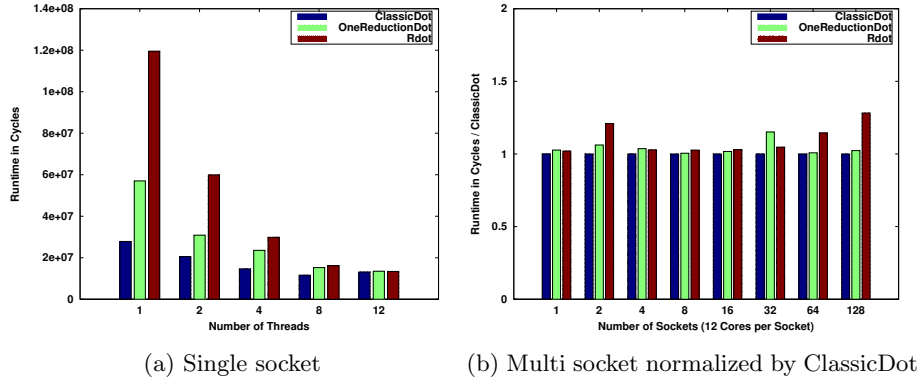 1.4e+08
1.2e+08
1e+08
8e+07
6e+07
4e+07
2e+07
0
Runtime in Cycles
ClassicDot
OneReductionDot
Rdot
1 2 4 8 12
Number of Threads
(a) Single socket
2
1.5
1
0.5
0
Runtime in Cycles / ClassicDot
ClassicDot
OneReductionDot
Rdot
1 2 4 8 16 32 64 128
Number of Sockets (12 Cores per Socket)
(b) Multi socket normalized by ClassicDot